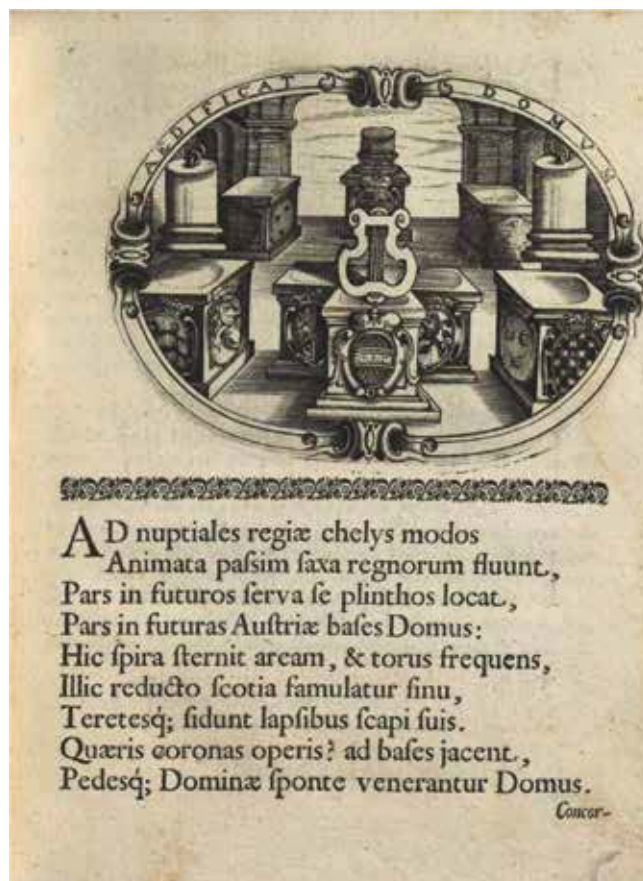 AEDIFICAT DOMVM
AD nuptiales regiæ chelys modos
Animata paſsim ſaxa regnorum fluunt,
Pars in futuros ſerva ſe plinthos locat,
Pars in futuras Auſtriæ baſes Domus:
Hic ſpira ſternit aream, & torus frequens,
Illic reducto ſcotia famulatur ſinu,
Teretesq́; ſidunt lapſibus ſcapi ſuis.
Quæris coronas operis? ad baſes jacent,
Pedesq́; Dominæ ſponte venerantur Domus.
Concor-